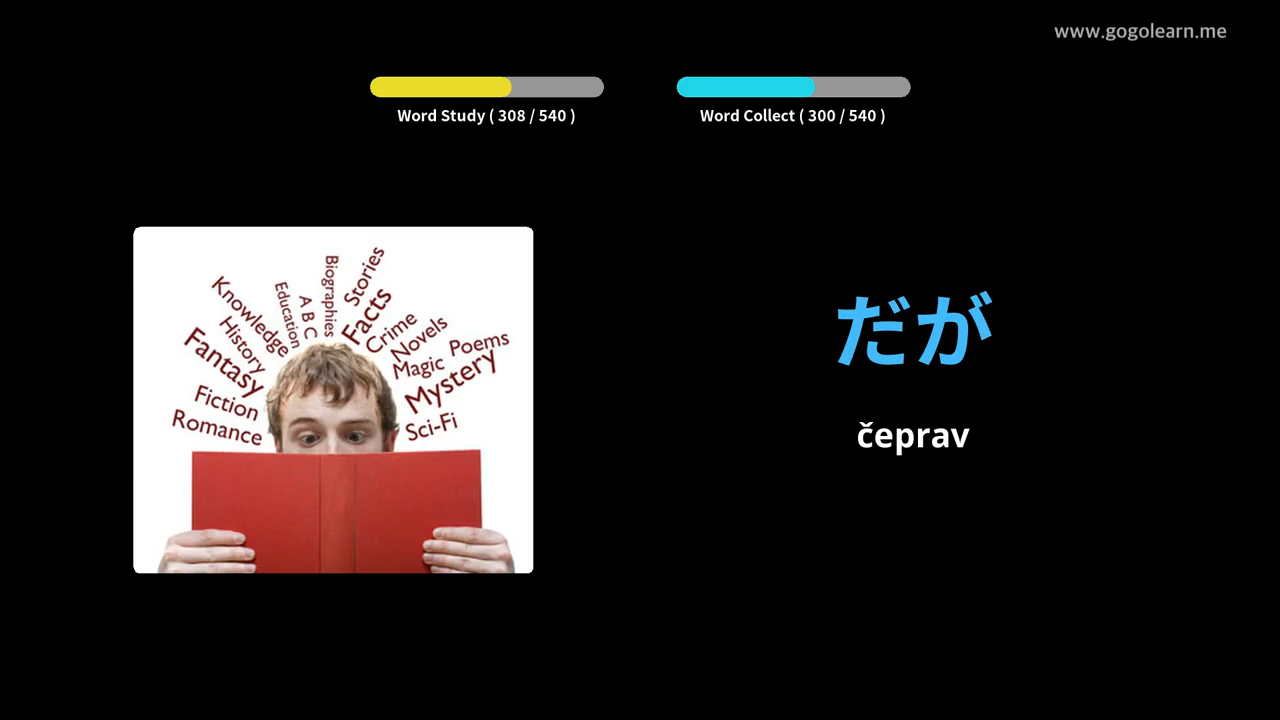 www.gogolearn.me
Word Study ( 308 / 540 )
Word Collect ( 300 / 540 )
Knowledge
History
Fantasy
Fiction
Romance
Education
A B C
Biographies
Stories
Facts
Crime
Novels
Magic
Poems
Mystery
Sci-Fi
だが
čeprav